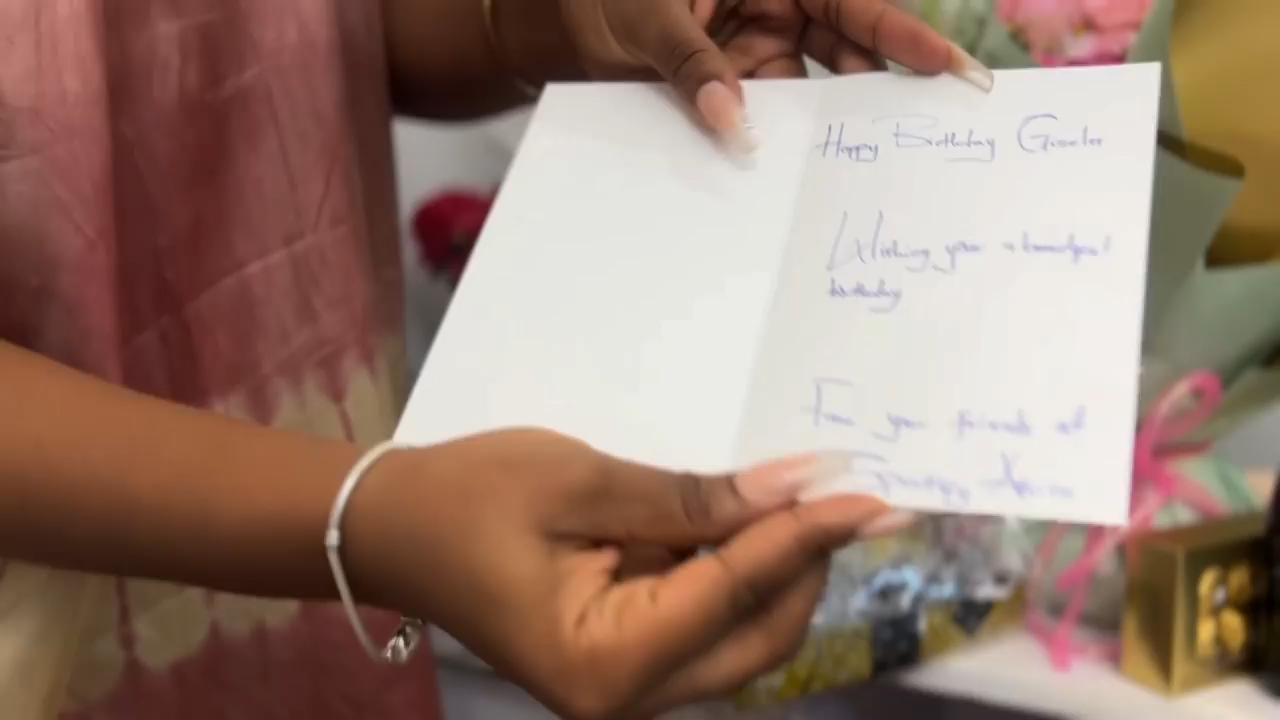 Happy Birthday
Wishing you a beautiful
birthday
From your friends at